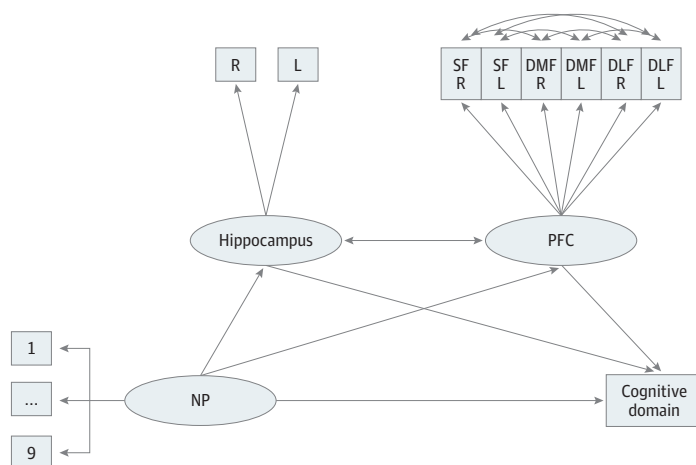 SF SF DMF DMF DLF DLF
R L R L R L
R L
Hippocampus PFC
1
...
NP
Cognitive
domain
9